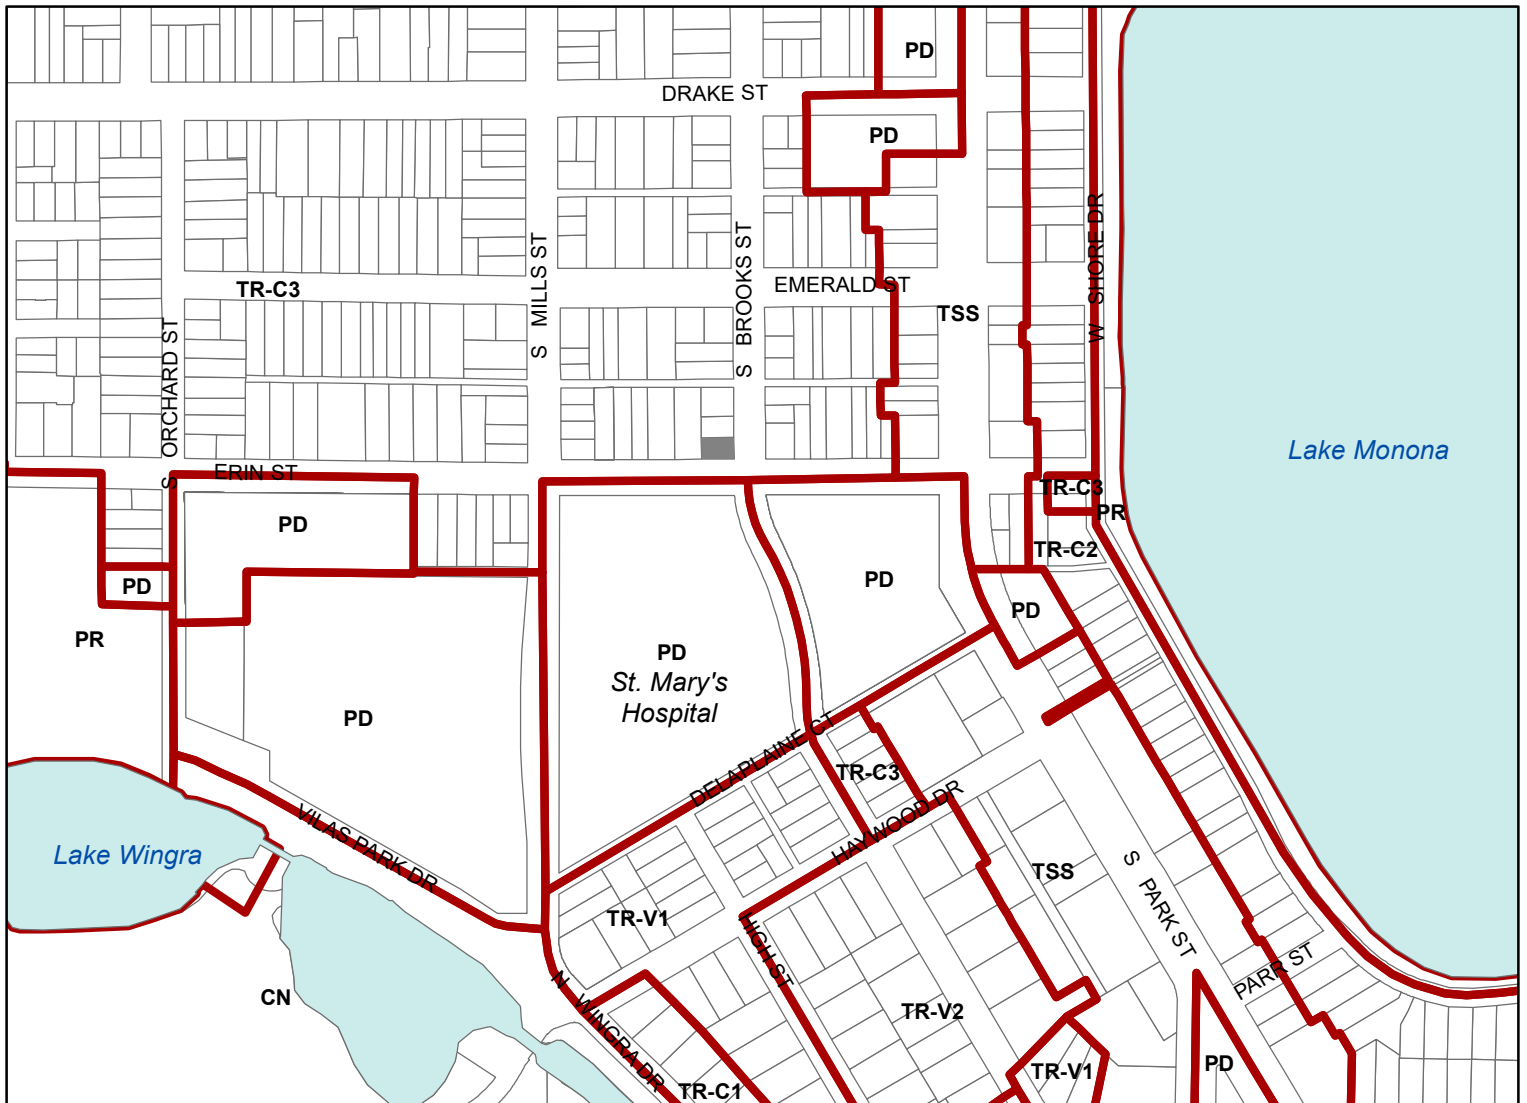 PD
DRAKE ST
PD
S MILLS ST
S BROOKS ST
W SHORE DR
EMERALD ST
TR-C3
TSS
S ORCHARD ST
Lake Monona
ERIN ST
TR-C3
PR
PD
TR-C2
PD
PD
PD
PR
PD
St. Mary's
Hospital
PD
DELAPLAINE CT
TR-C3
HAYWOOD DR
VILAS PARK DR
Lake Wingra
TSS
S PARK ST
TR-V1
HIGH ST
PARR ST
CN
N WINGRA DR
TR-V2
TR-V1
PD
TR-C1